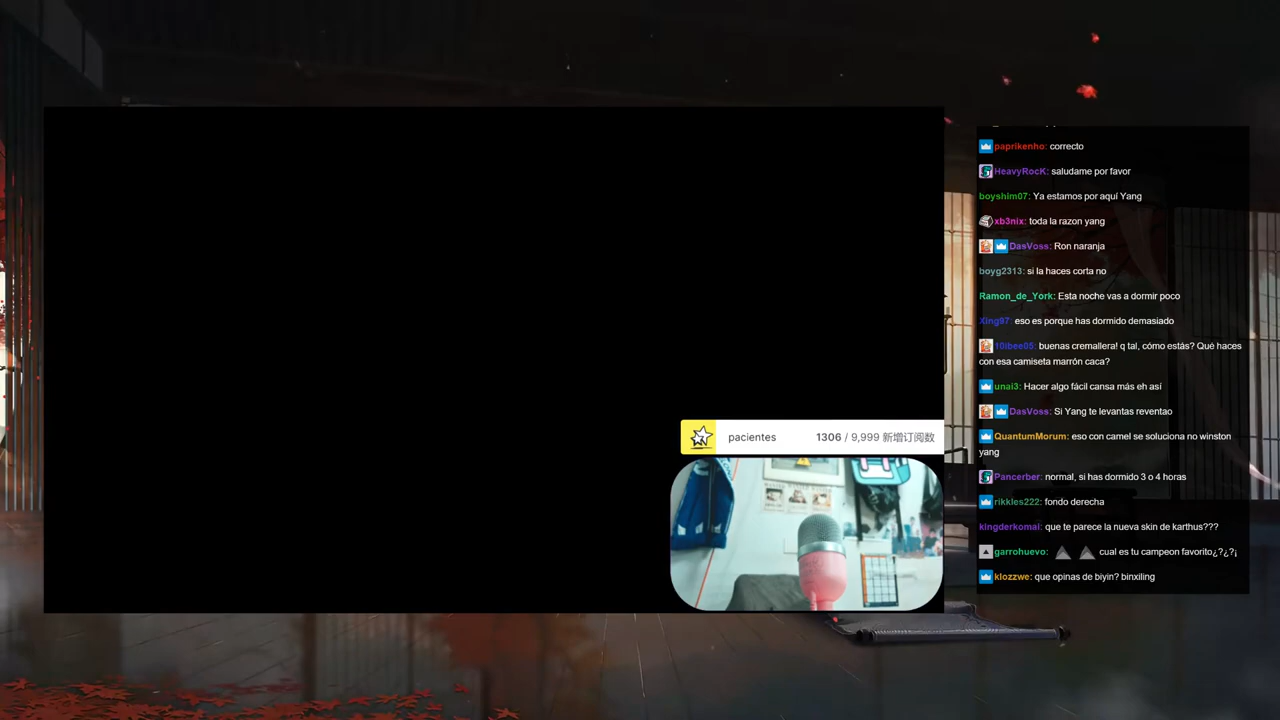 paprikenho: correcto
HeavyRocK: saludame por favor
boyshim07: Ya estamos por aquí Yang
xb3nix: toda la razon yang
DasVoss: Ron naranja
boyg2313: si la haces corta no
Ramon_de_York: Esta noche vas a dormir poco
Xing97: eso es porque has dormido demasiado
10ibee05: buenas cremallera! q tal, cómo estás? Qué haces
con esa camiseta marrón caca?
unai3: Hacer algo fácil cansa más eh así
DasVoss: Si Yang te levantas reventao
QuantumMorum: eso con camel se soluciona no winston
yang
Pancerber: normal, si has dormido 3 o 4 horas
rikkles222: fondo derecha
kingderkomal: que te parece la nueva skin de karthus???
garrohuevo: cual es tu campeon favorito¿?¿?¡
klozzwe: que opinas de biyin? binxiling
pacientes 1306 / 9,999 新增订阅数